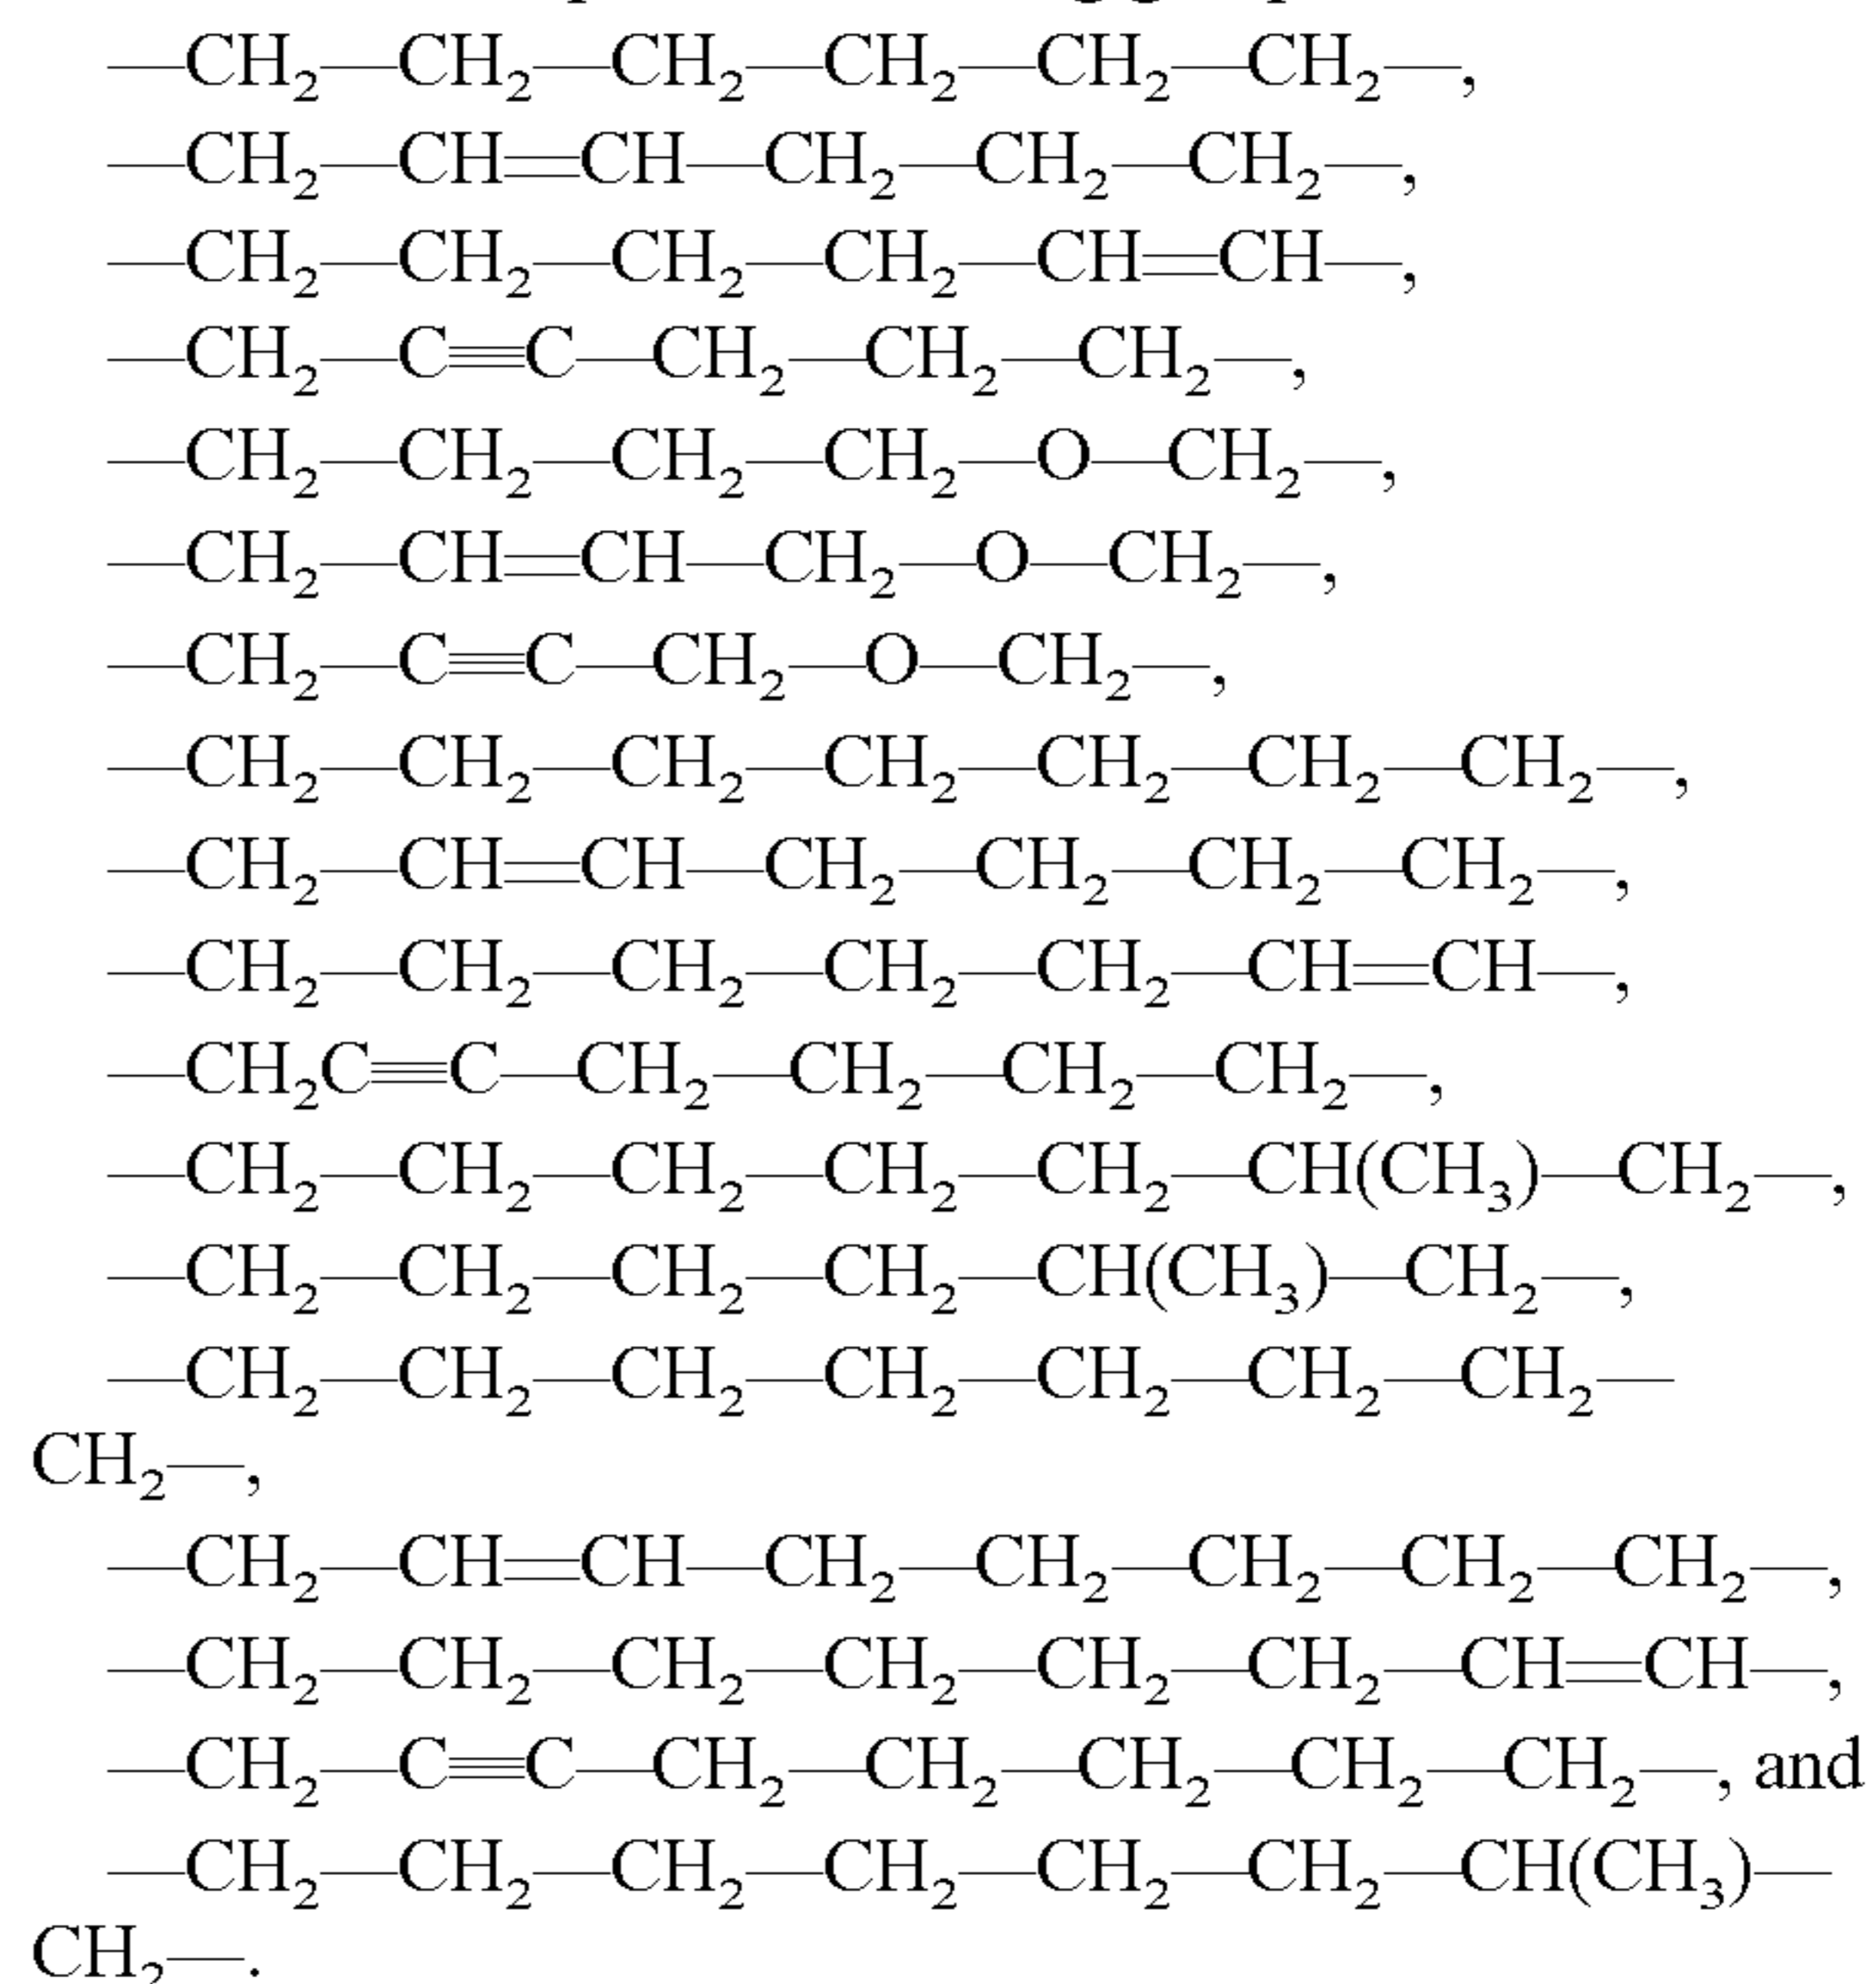 —CH₂—CH₂—CH₂—CH₂—CH₂—CH₂—,
—CH₂—CH=CH—CH₂—CH₂—CH₂—,
—CH₂—CH₂—CH₂—CH₂—CH=CH—,
—CH₂—C≡C—CH₂—CH₂—CH₂—,
—CH₂—CH₂—CH₂—CH₂—O—CH₂—,
—CH₂—CH=CH—CH₂—O—CH₂—,
—CH₂—C≡C—CH₂—O—CH₂—,
—CH₂—CH₂—CH₂—CH₂—CH₂—CH₂—CH₂—,
—CH₂—CH=CH—CH₂—CH₂—CH₂—CH₂—,
—CH₂—CH₂—CH₂—CH₂—CH₂—CH=CH—,
—CH₂C≡C—CH₂—CH₂—CH₂—CH₂—,
—CH₂—CH₂—CH₂—CH₂—CH₂—CH(CH₃)—CH₂—,
—CH₂—CH₂—CH₂—CH₂—CH(CH₃)—CH₂—,
—CH₂—CH₂—CH₂—CH₂—CH₂—CH₂—CH₂—
CH₂—,
—CH₂—CH=CH—CH₂—CH₂—CH₂—CH₂—CH₂—,
—CH₂—CH₂—CH₂—CH₂—CH₂—CH₂—CH=CH—,
—CH₂—C≡C—CH₂—CH₂—CH₂—CH₂—CH₂—, and
—CH₂—CH₂—CH₂—CH₂—CH₂—CH₂—CH(CH₃)—
CH₂—.